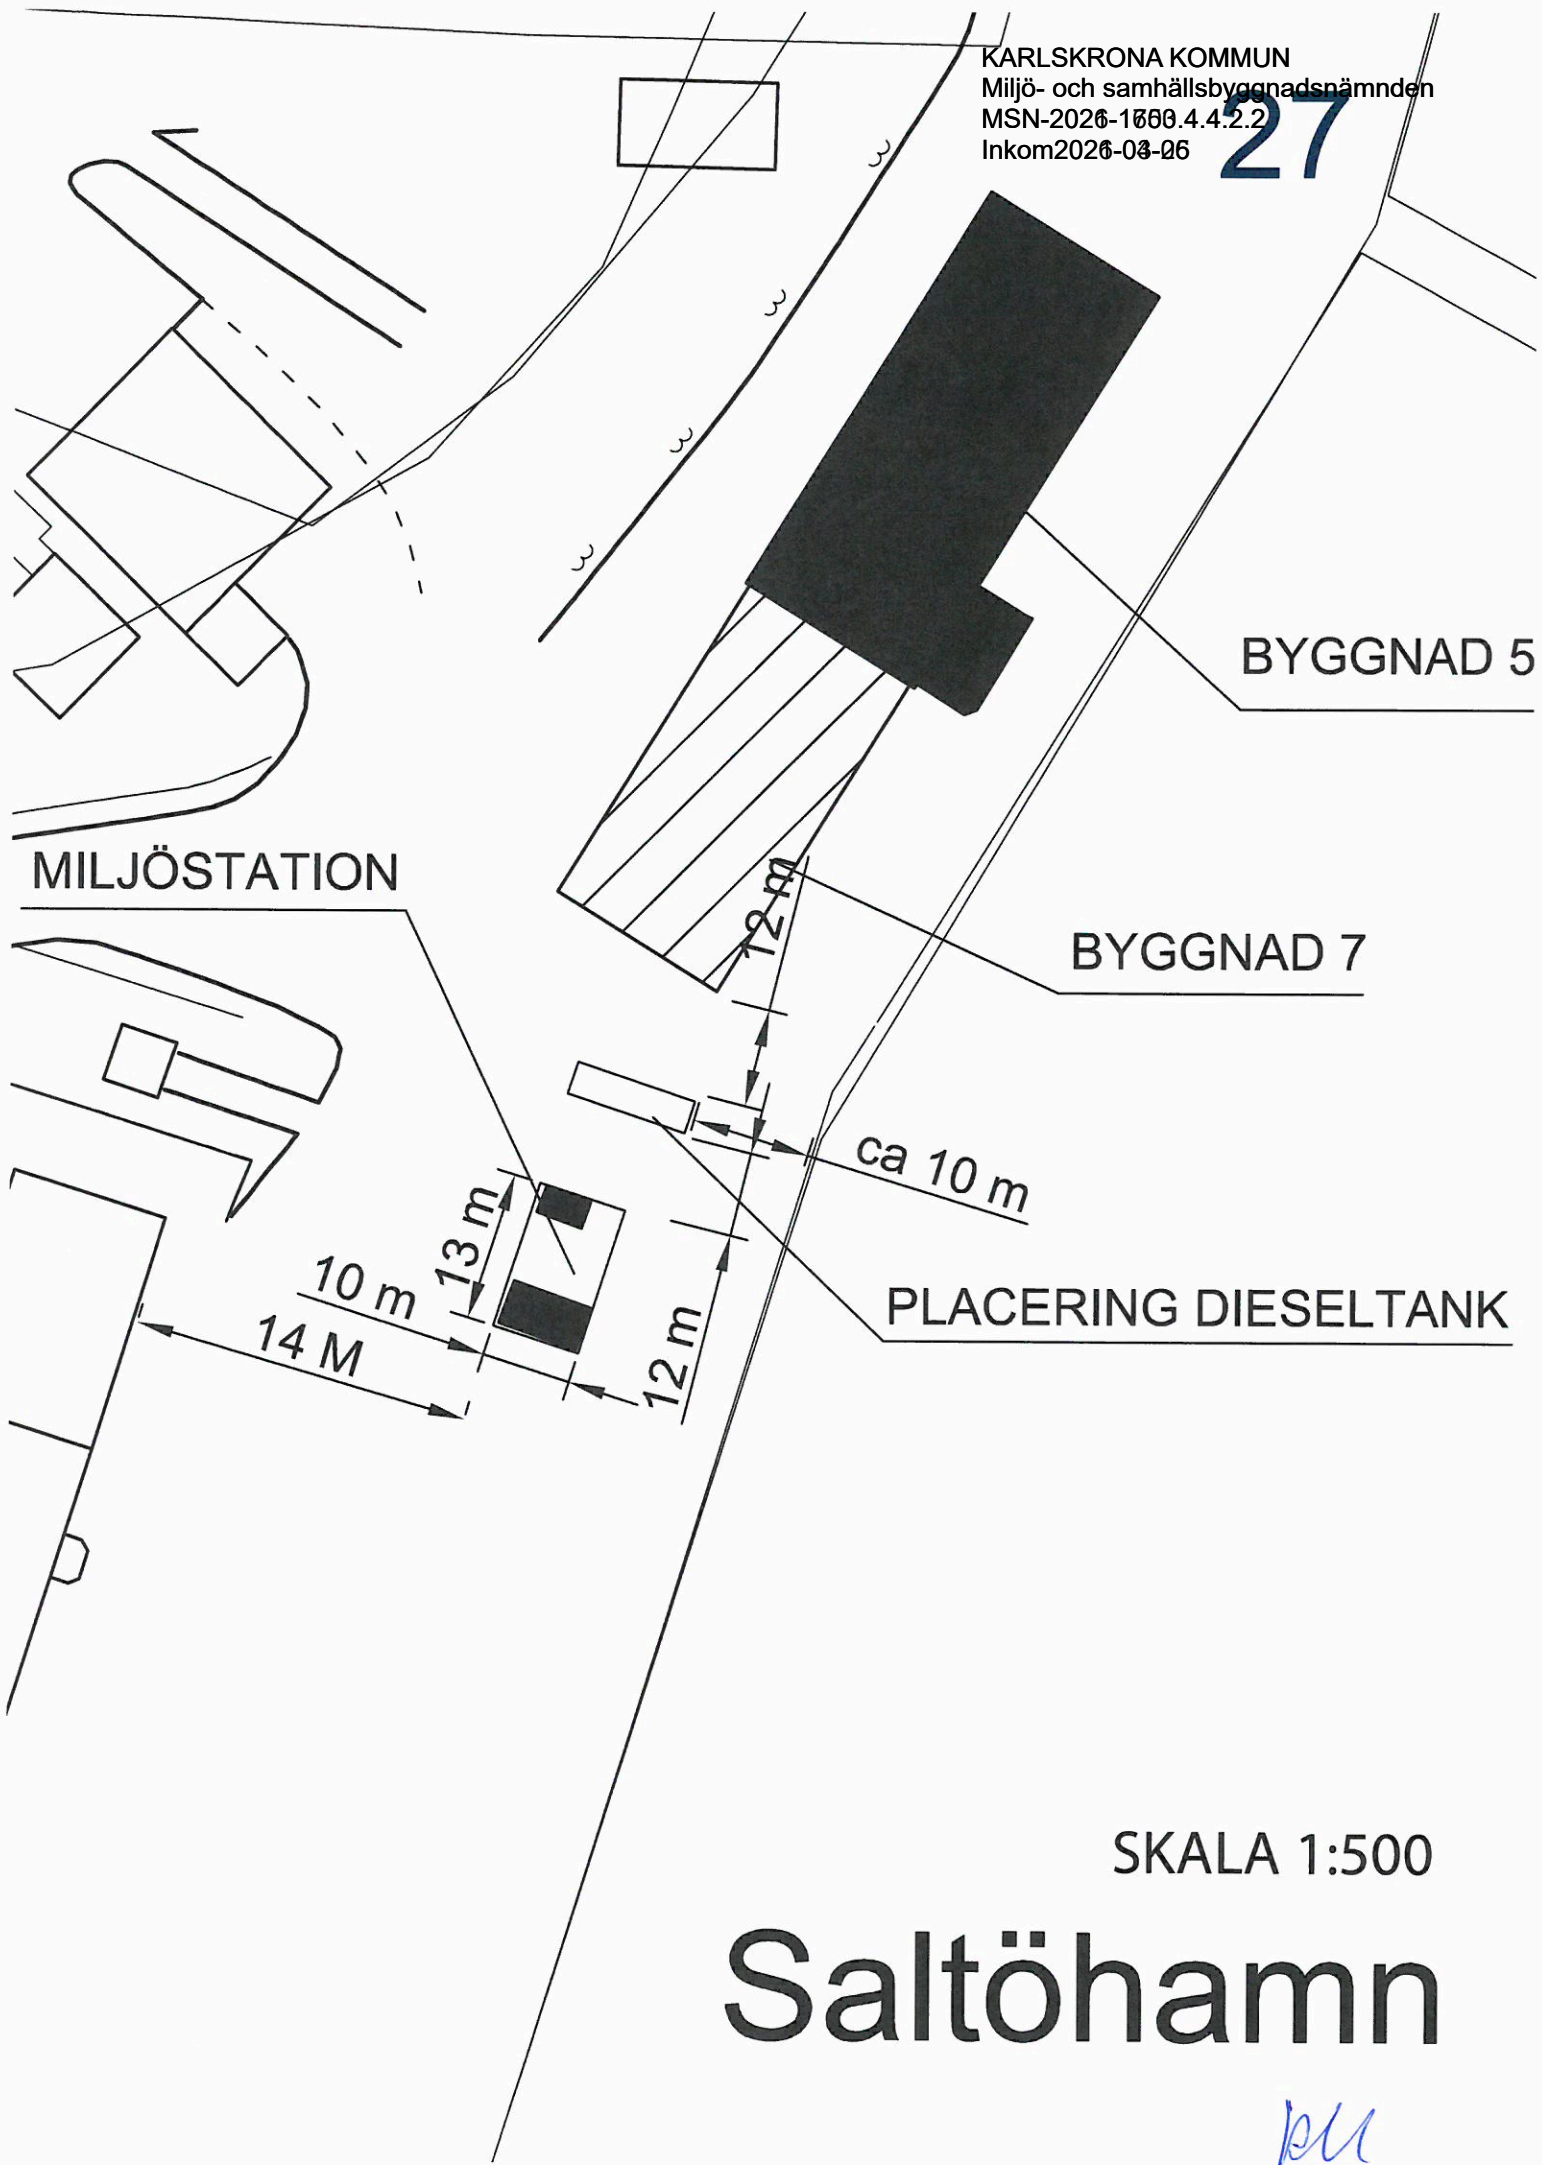 KARLSKRONA KOMMUN
Miljö- och samhällsbyggnadsnämnden
27
BYGGNAD 5
MILJÖSTATION
12 m
BYGGNAD 7
ca 10 m
13 m
10 m
14 M
12 m
PLACERING DIESELTANK
SKALA 1:500
Saltöhamn